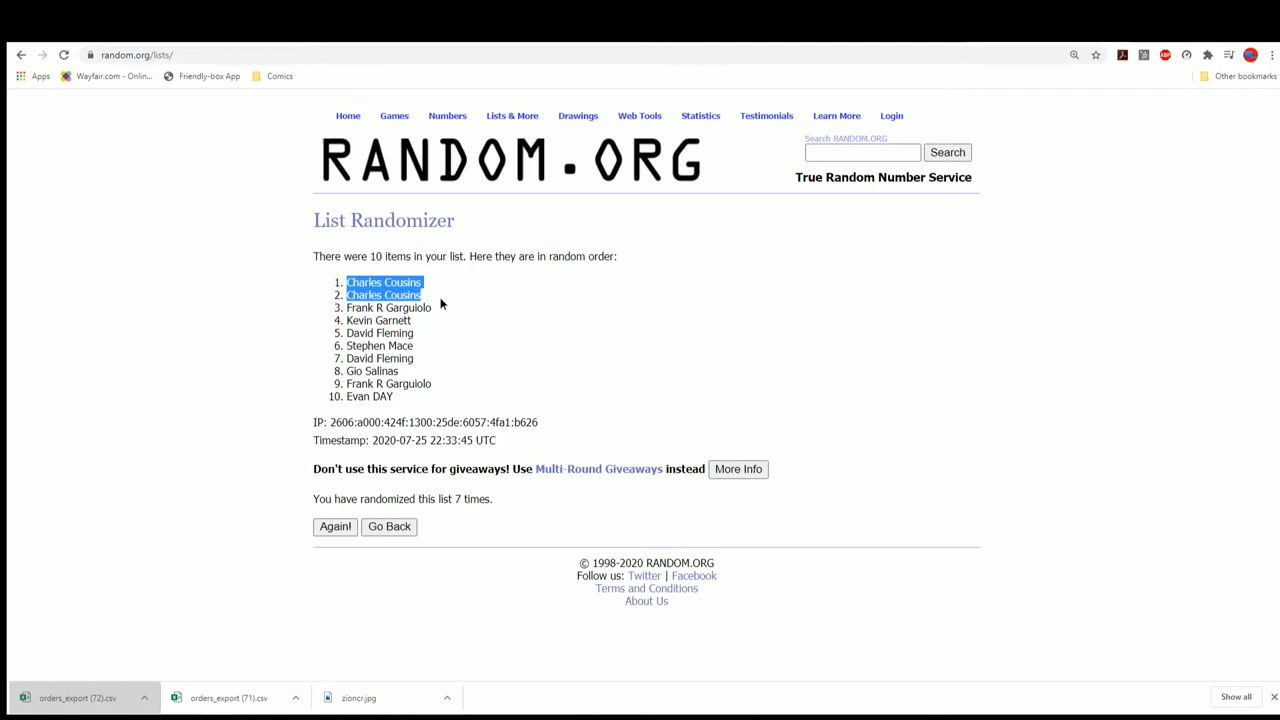 random.org/lists/
Apps Wayfair.com - Onlin... Friendly-box App Comics Other bookmarks
Home Games Numbers Lists & More Drawings Web Tools Statistics Testimonials Learn More Login
RANDOM.ORG
Search RANDOM.ORG
Search
True Random Number Service
List Randomizer
There were 10 items in your list. Here they are in random order:
1. Charles Cousins
2. Charles Cousins
3. Frank R Garguiolo
4. Kevin Garnett
5. David Fleming
6. Stephen Mace
7. David Fleming
8. Gio Salinas
9. Frank R Garguiolo
10. Evan DAY
IP: 2606:a000:424f:1300:25de:6057:4fa1:b626
Timestamp: 2020-07-25 22:33:45 UTC
Don't use this service for giveaways! Use Multi-Round Giveaways instead More Info
You have randomized this list 7 times.
Again! Go Back
© 1998-2020 RANDOM.ORG
Follow us: Twitter | Facebook
Terms and Conditions
About Us
orders_export (72).csv orders_export (71).csv zioncr.jpg Show all